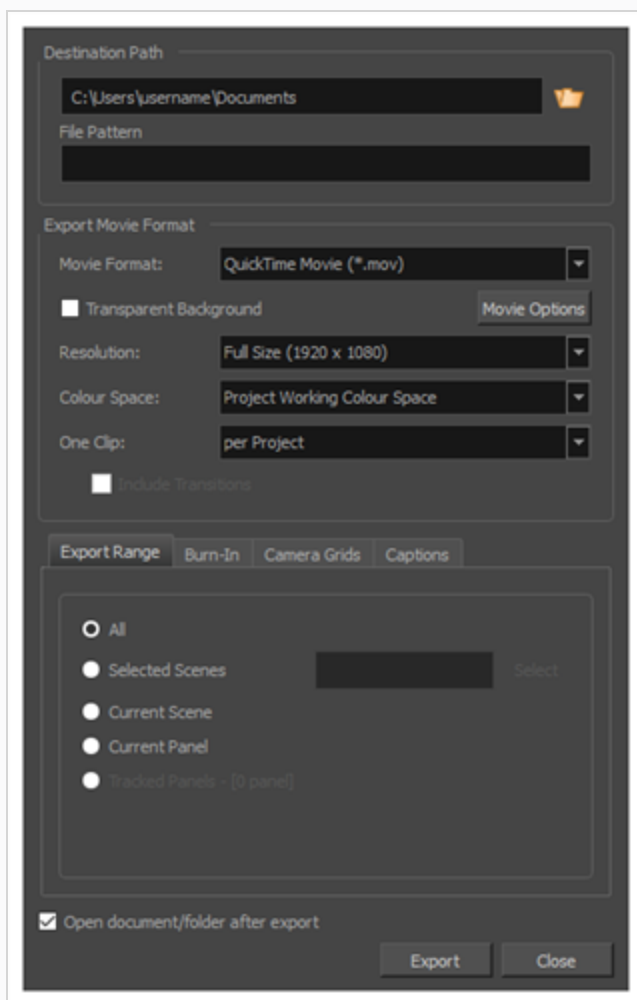 Destination Path
C:\Users\username\Documents
File Pattern
Export Movie Format
Movie Format: QuickTime Movie (*.mov)
Transparent Background Movie Options
Resolution: Full Size (1920 x 1080)
Colour Space: Project Working Colour Space
One Clip: per Project
Include Transitions
Export Range Burn-In Camera Grids Captions
All
Selected Scenes Select
Current Scene
Current Panel
Tracked Panels - [0 panel]
Open document/folder after export
Export Close